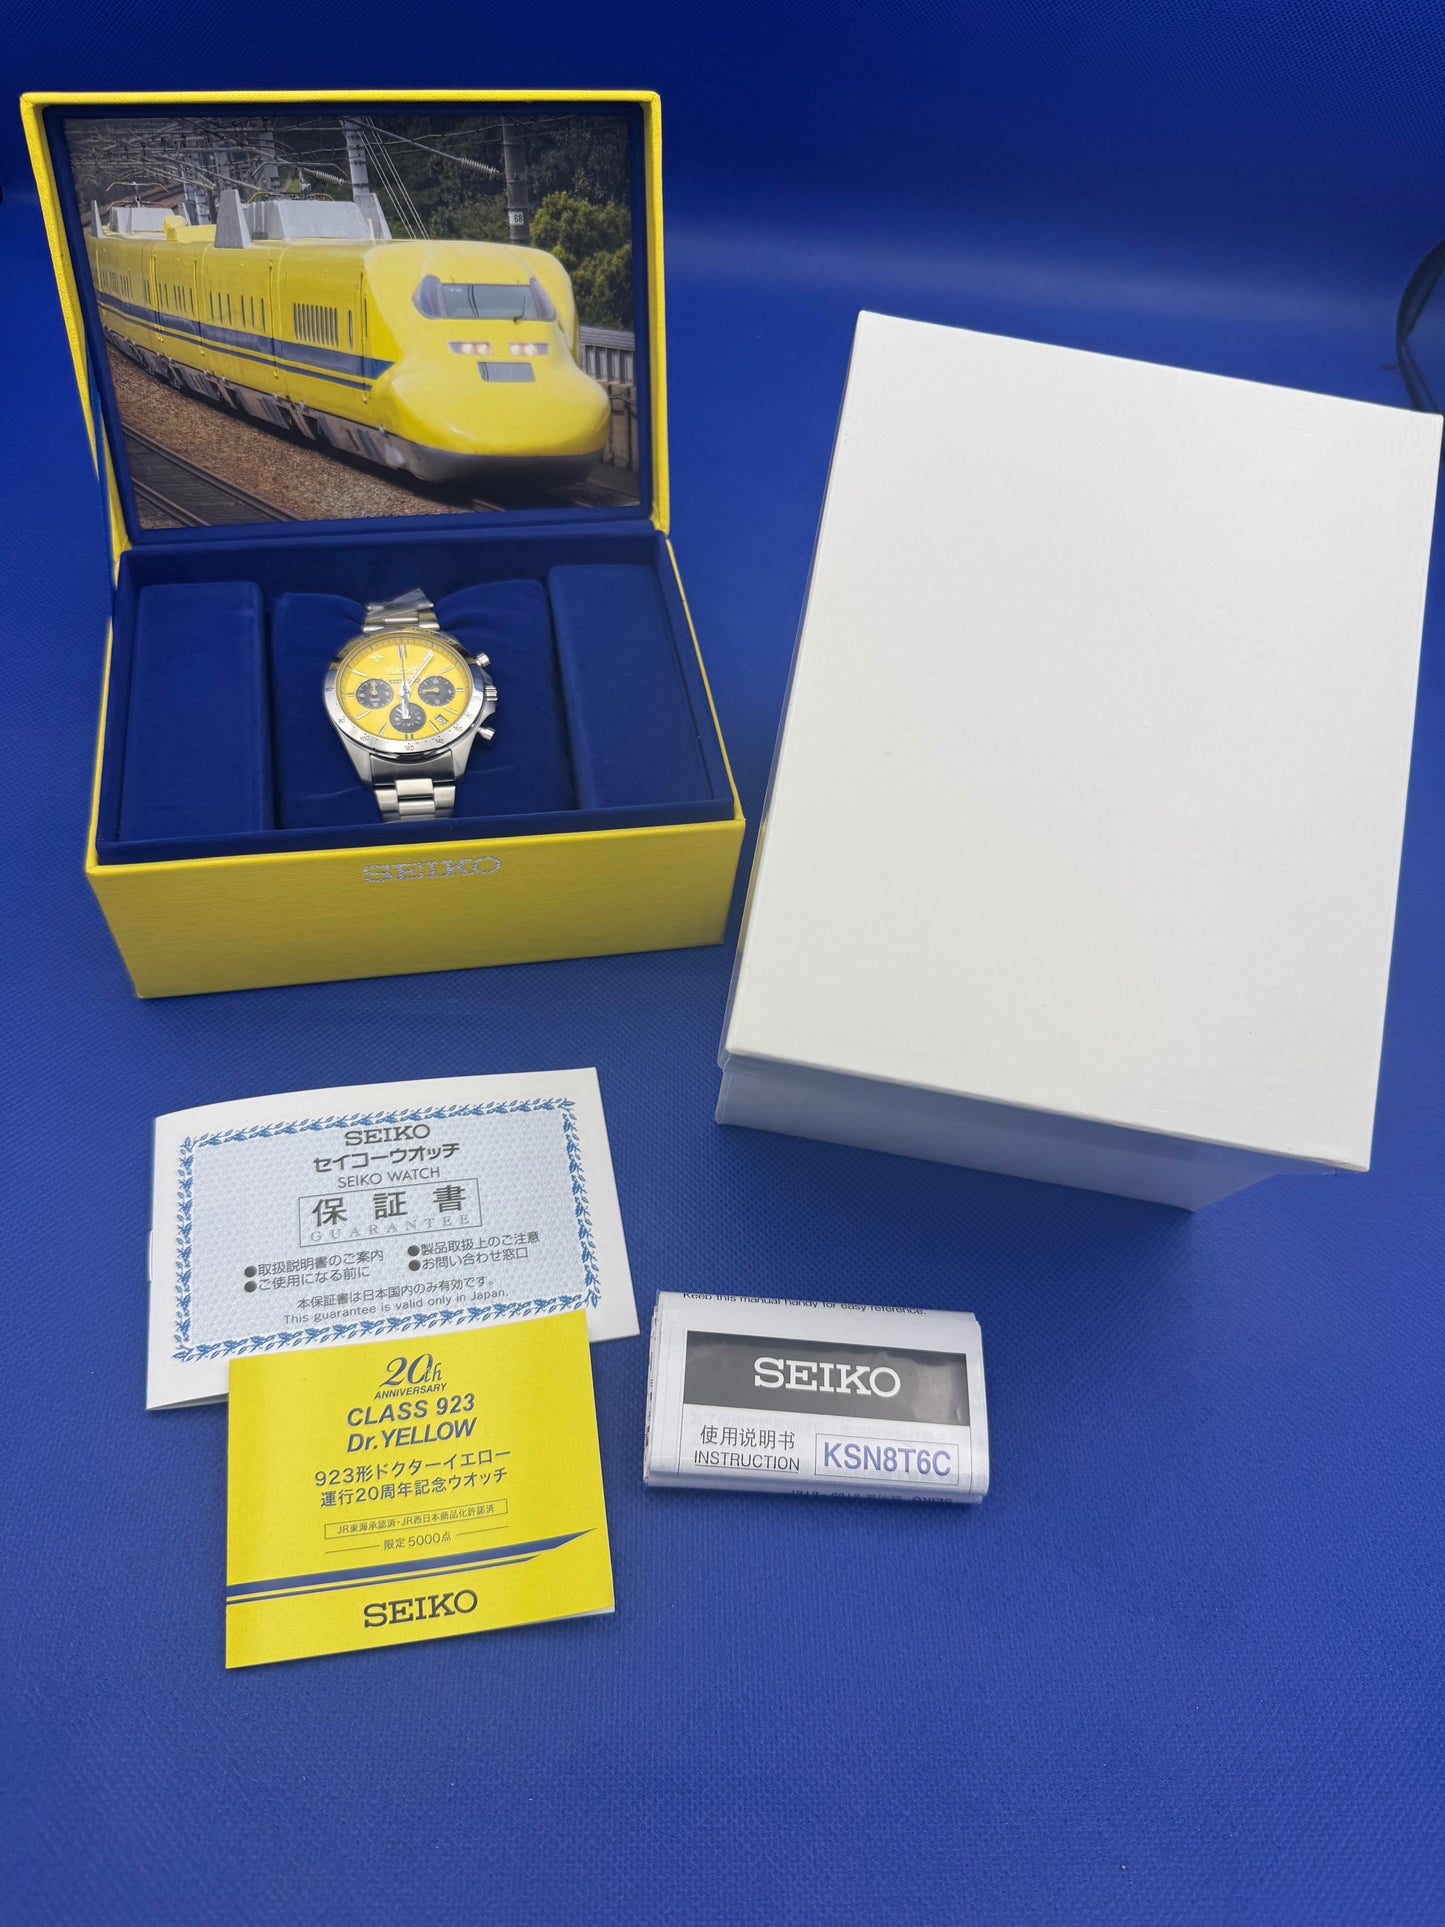 68
SEIKO
SEIKO
SEIKO
セイコーウオッチ
SEIKO WATCH
保証書
GUARANTEE
●取扱説明書のご案内 ●製品取扱上のご注意
●ご使用になる前に ●お問い合わせ窓口
本保証書は日本国内のみ有効です。
This guarantee is valid only in Japan.
20th
ANNIVERSARY
CLASS 923
Dr.YELLOW
923形ドクターイエロー
運行20周年記念ウオッチ
JR東海承認済・JR西日本商品化許諾済
限定5000点
SEIKO
Keep this manual handy for easy reference.
SEIKO
使用说明书
INSTRUCTION KSN8T6C